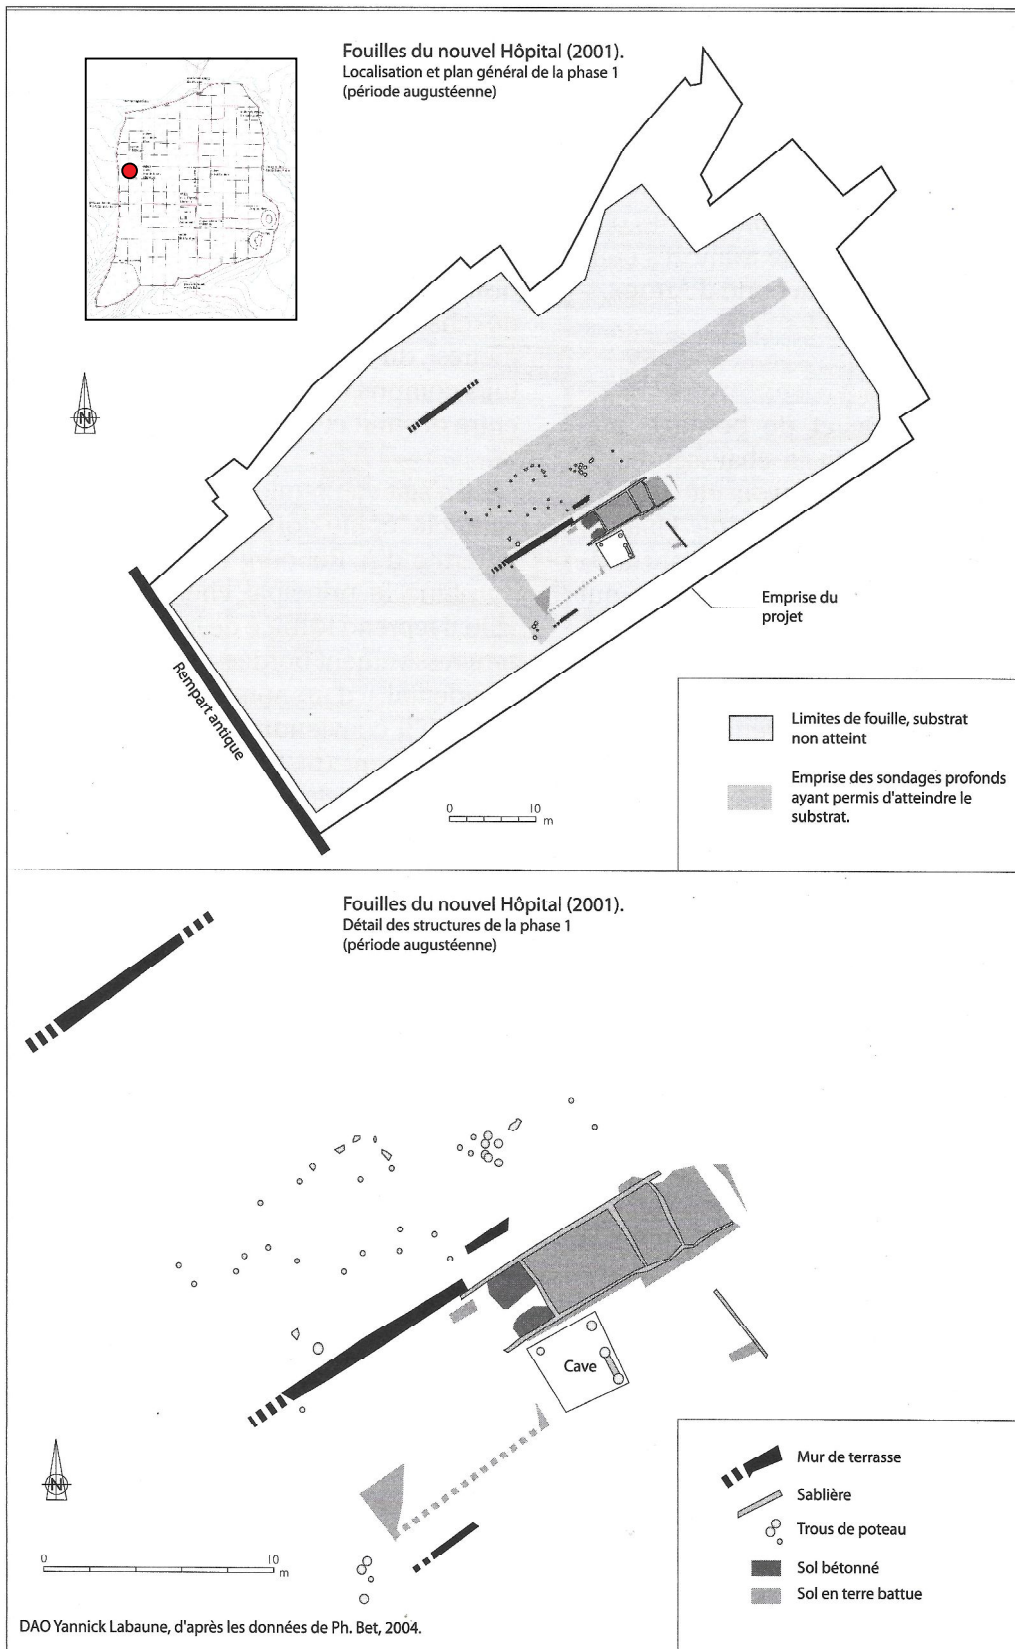 Fouilles du nouvel Hôpital (2001).
Localisation et plan général de la phase 1
(période augustéenne)
N
Rempart antique
Emprise du
projet
0 10
m
Limites de fouille, substrat
non atteint
Emprise des sondages profonds
ayant permis d'atteindre le
substrat.
Fouilles du nouvel Hôpital (2001).
Détail des structures de la phase 1
(période augustéenne)
Cave
N
0 10
m
Mur de terrasse
Sablière
Trous de poteau
Sol bétonné
Sol en terre battue
DAO Yannick Labaune, d'après les données de Ph. Bet, 2004.